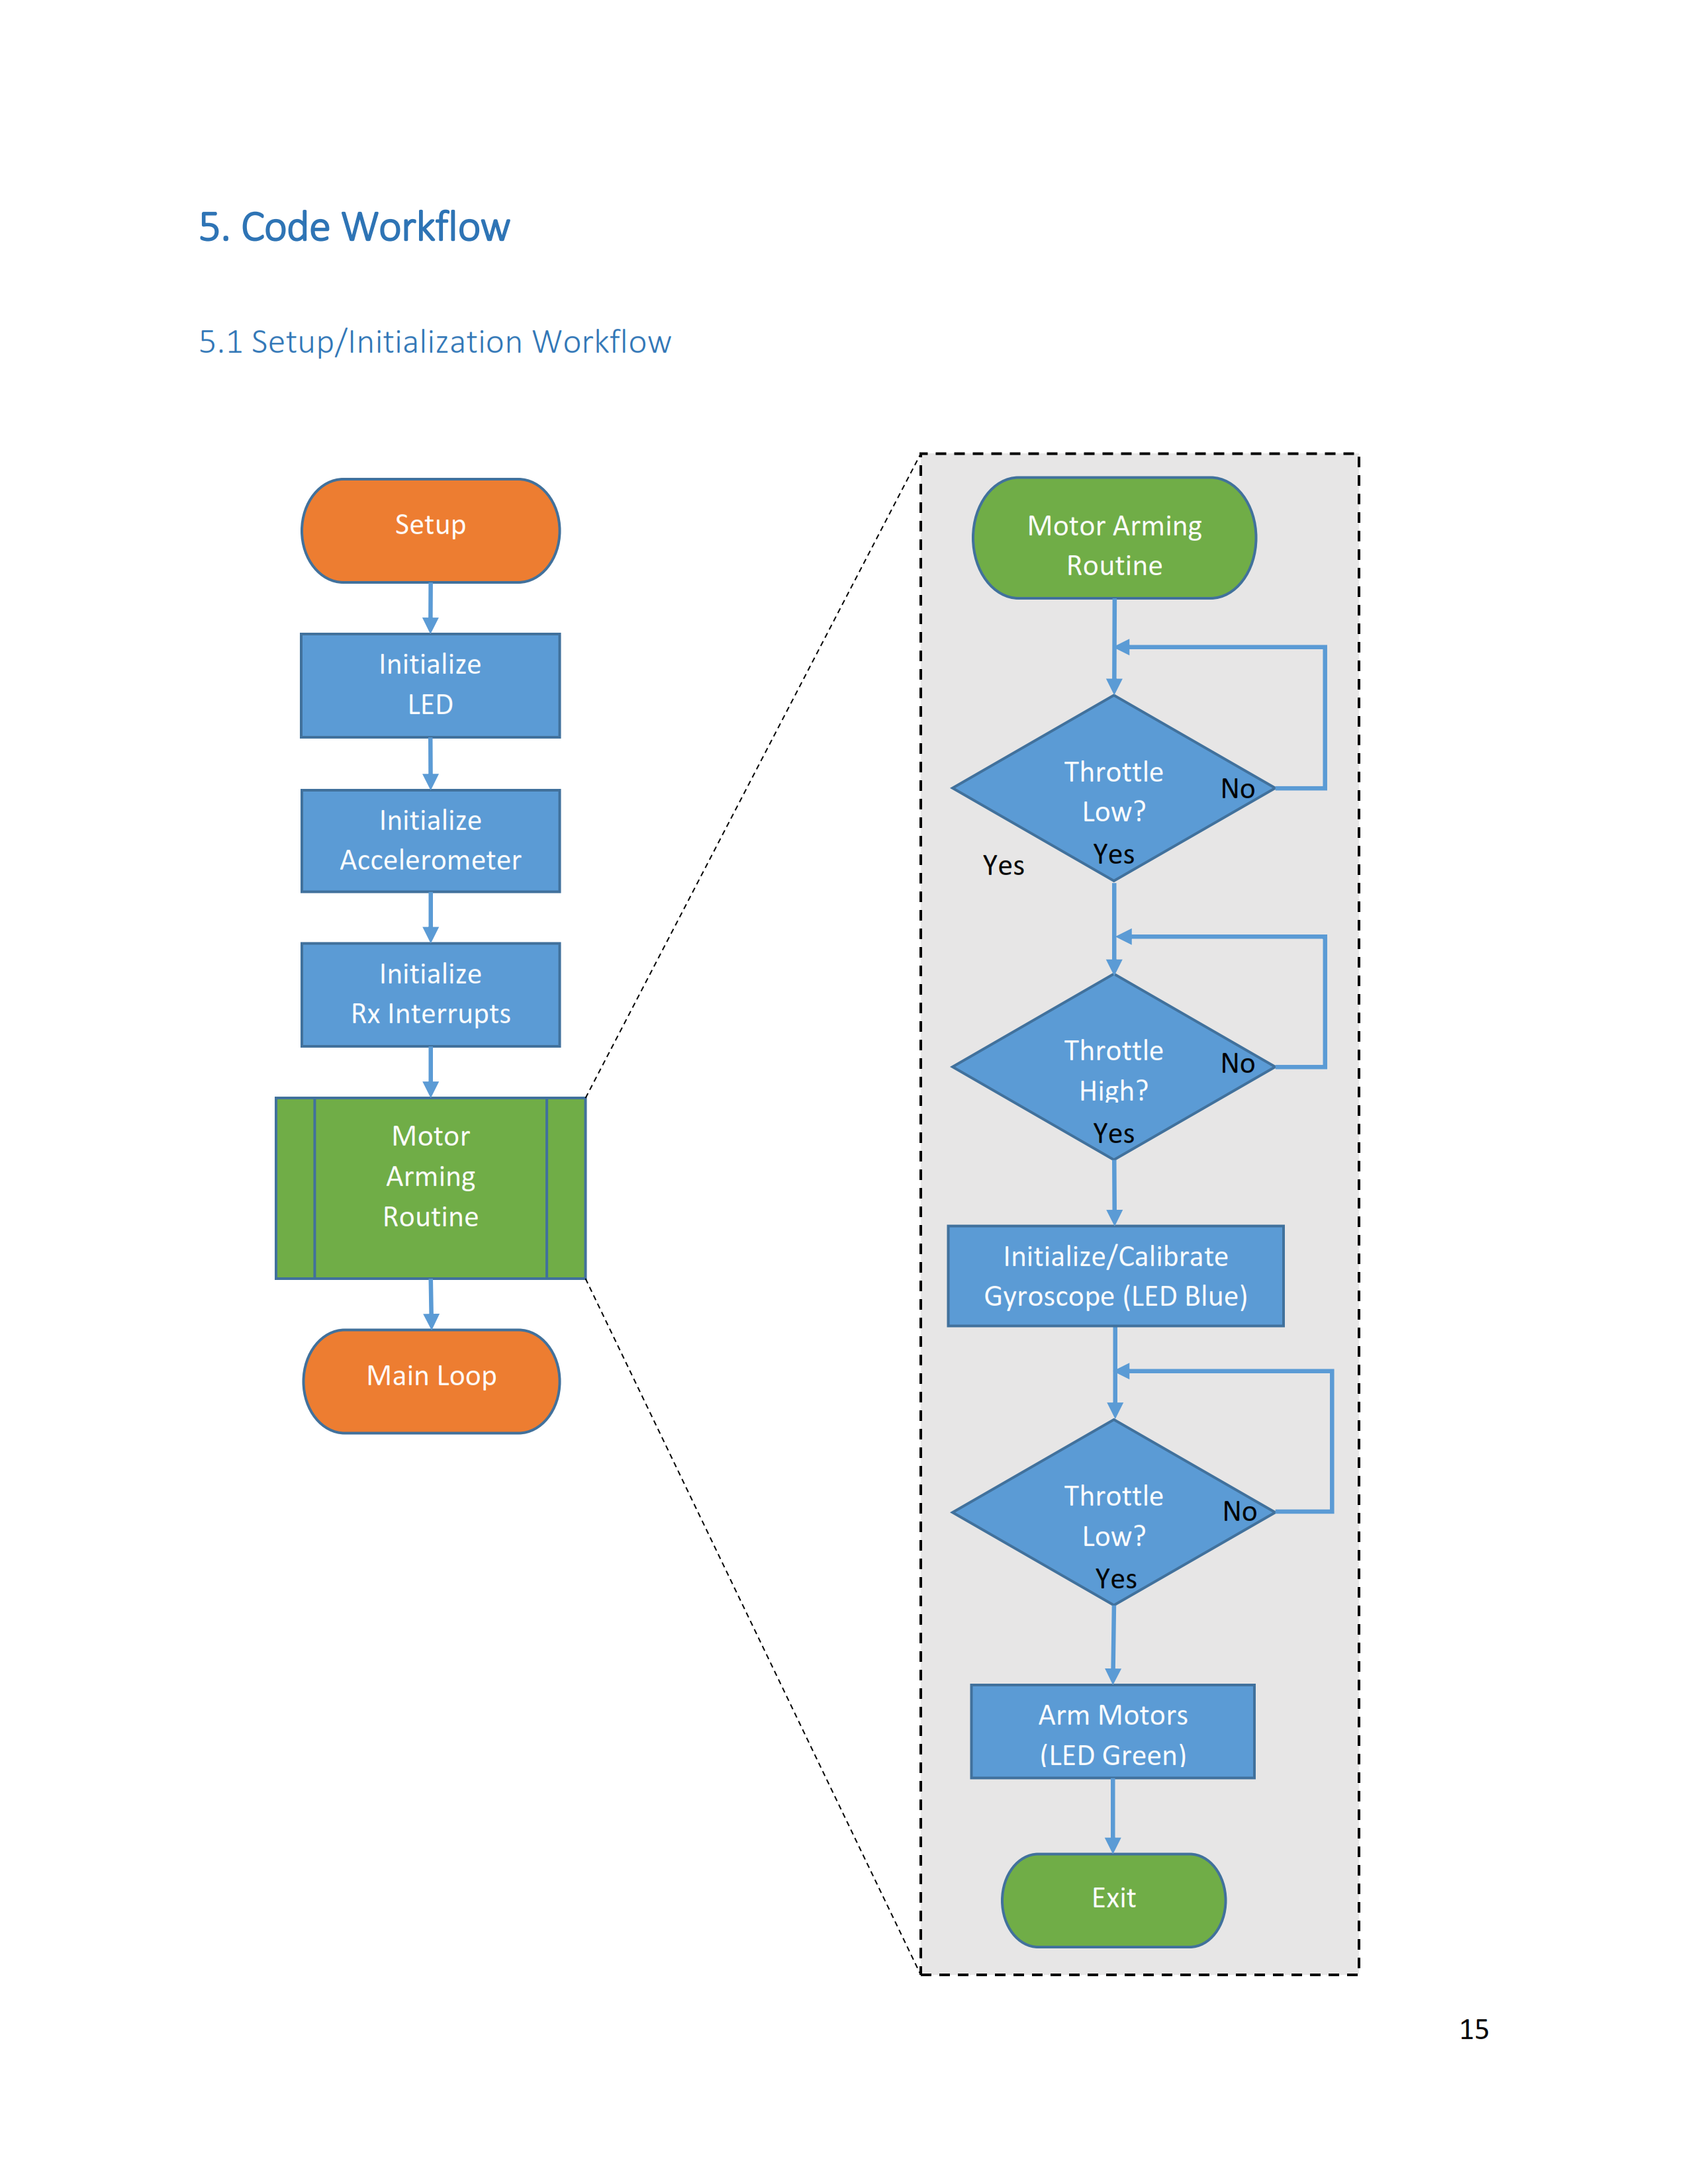 5. Code Workflow
5.1 Setup/Initialization Workflow
Setup
Initialize
LED
Initialize
Accelerometer
Initialize
Rx Interrupts
Motor
Arming
Routine
Main Loop
Motor Arming
Routine
Throttle
Low?
No
Yes
Yes
Throttle
High?
No
Yes
Initialize/Calibrate
Gyroscope (LED Blue)
Throttle
Low?
No
Yes
Arm Motors
(LED Green)
Exit
15